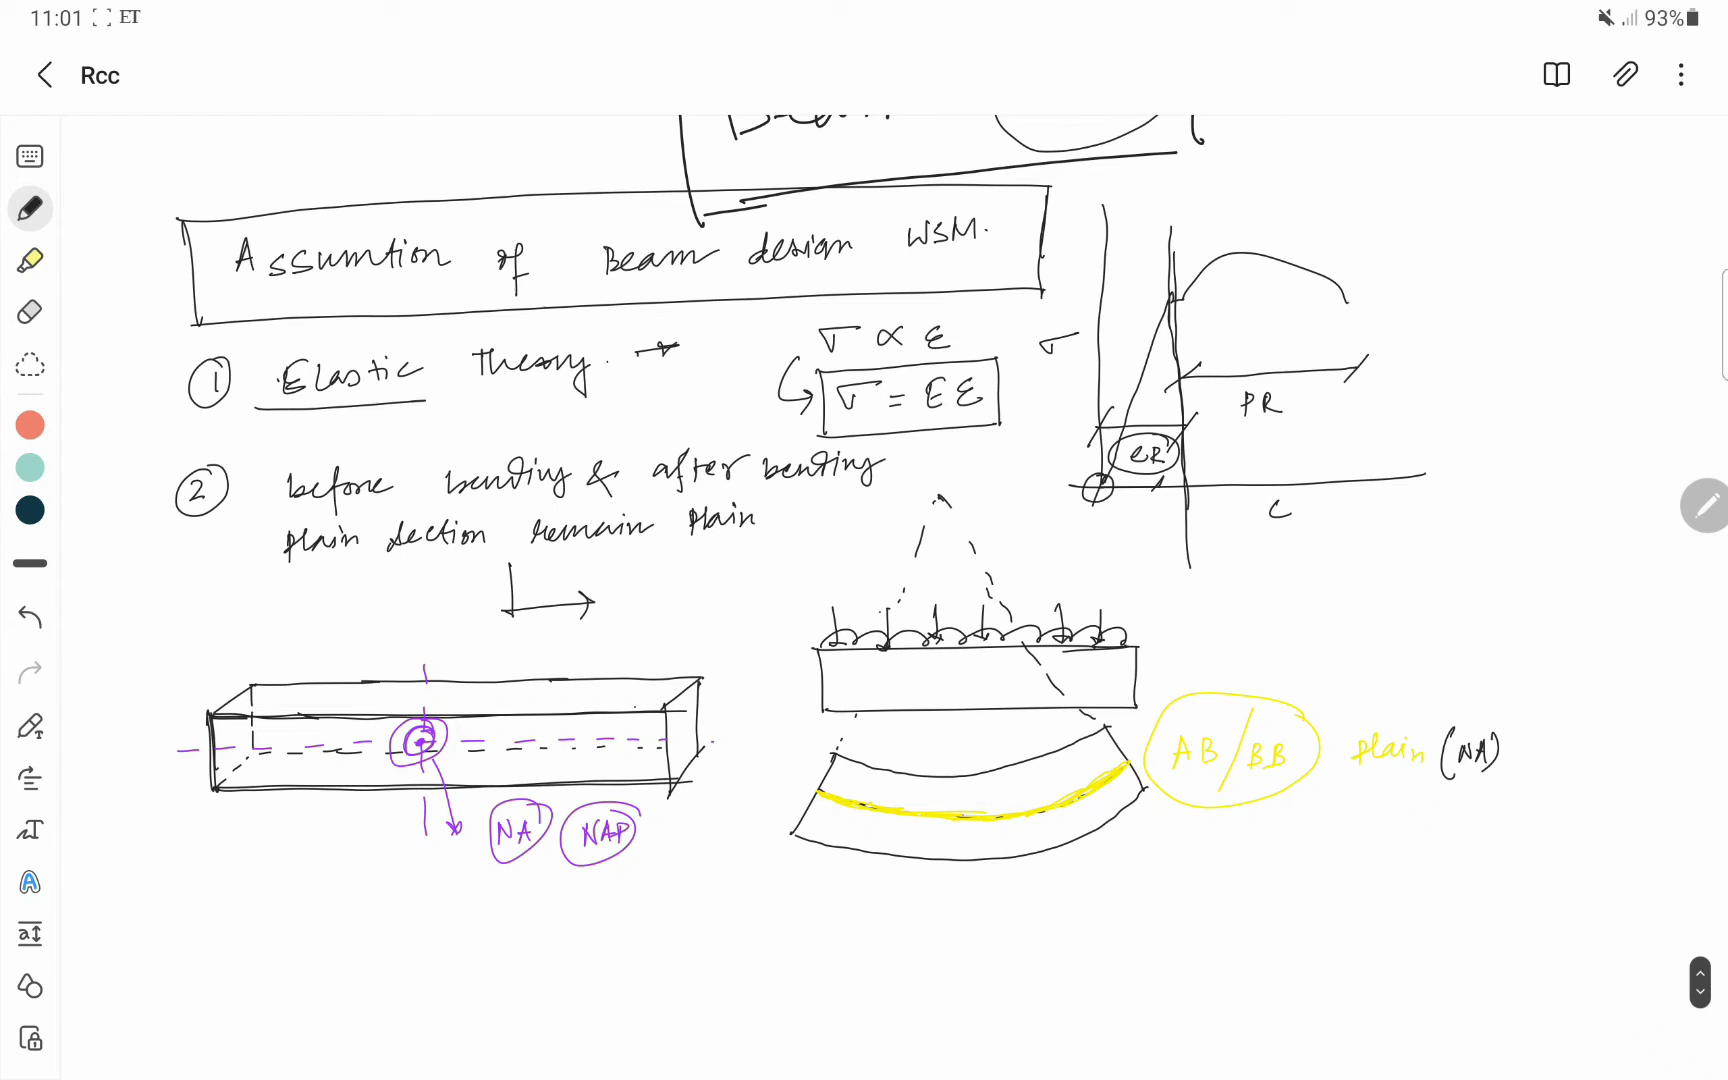 11:01 ET 93%
Rcc
Beam
Assumtion of Beam design WSM.
① Elastic theory. →
σ ∝ ε
σ = E ε
σ
PR
eR
② before bending & after bending
plain section remain plain
NA NAP
AB/BB plain (NA)